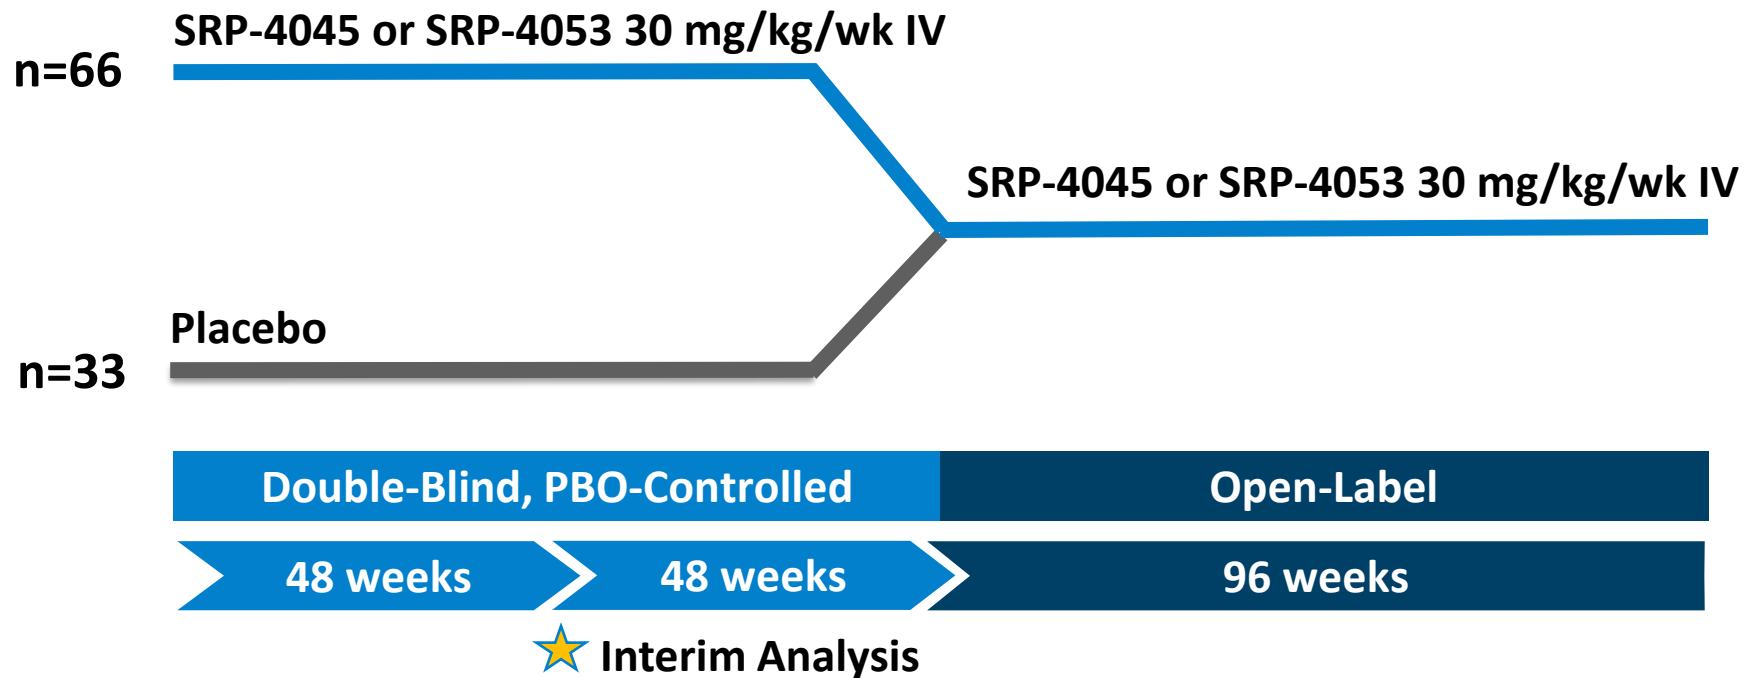 SRP-4045 or SRP-4053 30 mg/kg/wk IV
n=66
SRP-4045 or SRP-4053 30 mg/kg/wk IV
Placebo
n=33
Double-Blind, PBO-Controlled
Open-Label
48 weeks
48 weeks
96 weeks
Interim Analysis